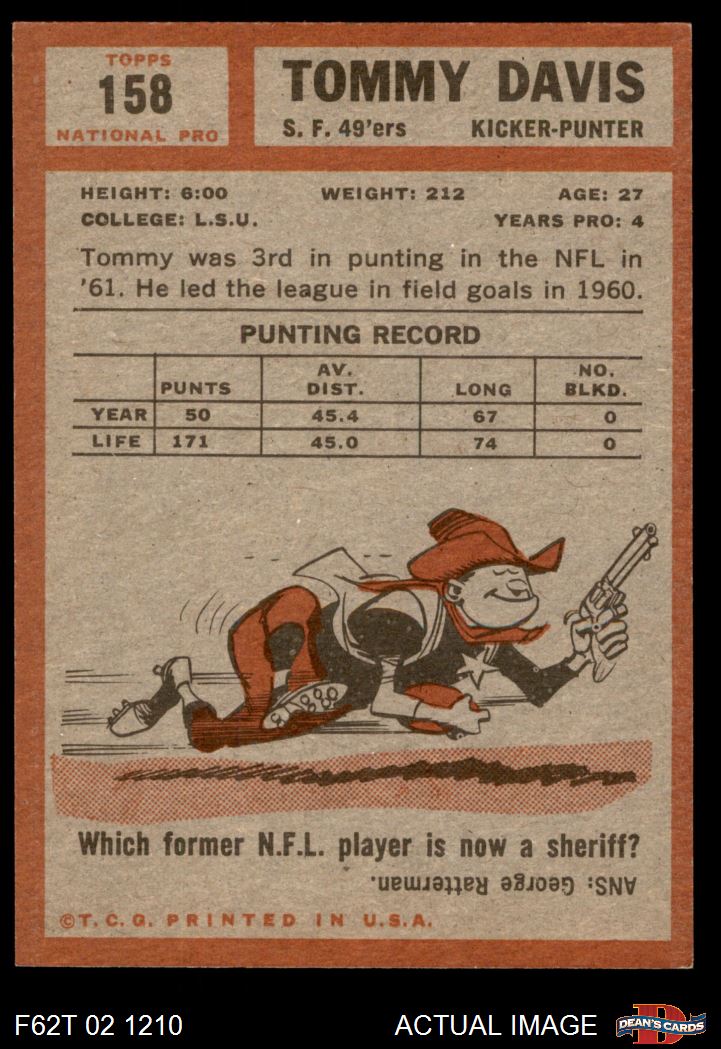 TOPPS
158
NATIONAL PRO
TOMMY DAVIS
S. F. 49'ers KICKER-PUNTER
HEIGHT: 6:00 WEIGHT: 212 AGE: 27
COLLEGE: L.S.U. YEARS PRO: 4
Tommy was 3rd in punting in the NFL in
'61. He led the league in field goals in 1960.
PUNTING RECORD
PUNTS AV. DIST. LONG NO. BLKD.
YEAR 50 45.4 67 0
LIFE 171 45.0 74 0
Which former N.F.L. player is now a sheriff?
ANS: George Ratterman.
©T.C.G. PRINTED IN U.S.A.
F62T 02 1210 ACTUAL IMAGE D DEAN'S CARDS